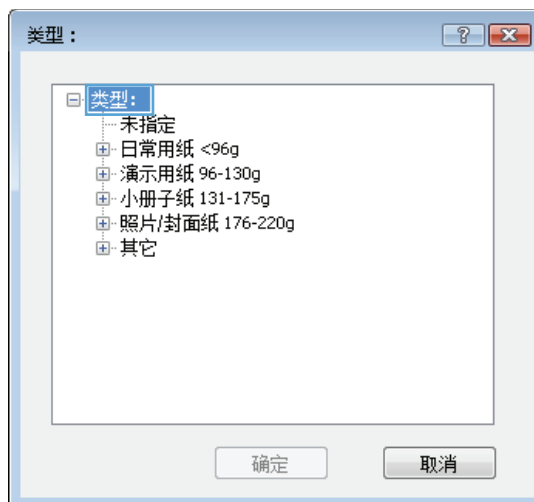 类型：
类型：
未指定
日常用纸 <96g
演示用纸 96-130g
小册子纸 131-175g
照片/封面纸 176-220g
其它
确定 取消